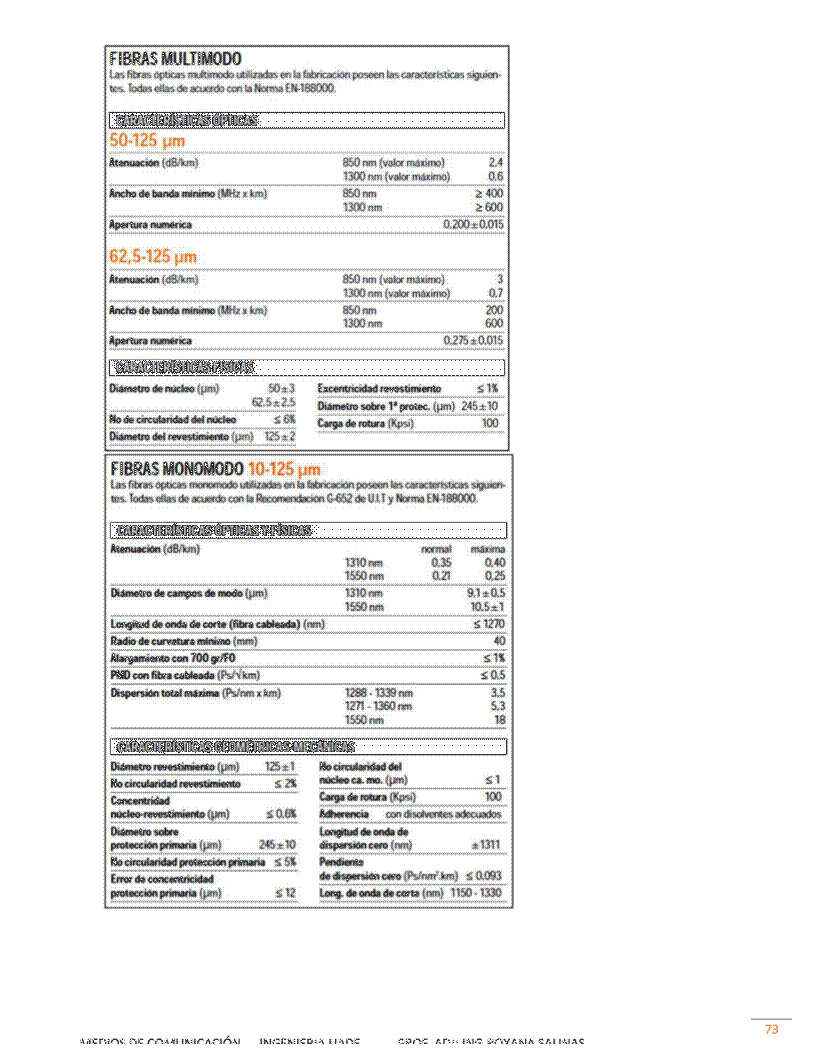 FIBRAS MULTIMODO
Las fibras ópticas multimodo utilizadas en la fabricación poseen las características siguien-
tes. Todas ellas de acuerdo con la Norma EN-188000.
CARACTERÍSTICAS ÓPTICAS
50-125 µm
Atenuación (dB/km) 850 nm (valor máximo) 2,4
1300 nm (valor máximo) 0,6
Ancho de banda mínimo (MHz x km) 850 nm ≥ 400
1300 nm ≥ 600
Apertura numérica 0,200 ± 0,015
62,5-125 µm
Atenuación (dB/km) 850 nm (valor máximo) 3
1300 nm (valor máximo) 0,7
Ancho de banda mínimo (MHz x km) 850 nm 200
1300 nm 600
Apertura numérica 0,275 ± 0,015
CARACTERÍSTICAS FÍSICAS
Diámetro de núcleo (µm) 50 ± 3
62,5 ± 2,5
No de circularidad del núcleo ≤ 6%
Diámetro del revestimiento (µm) 125 ± 2
Excentricidad revestimiento ≤ 1%
Diámetro sobre 1ª protec. (µm) 245 ± 10
Carga de rotura (Kpsi) 100
FIBRAS MONOMODO 10-125 µm
Las fibras ópticas monomodo utilizadas en la fabricación poseen las características siguien-
tes. Todas ellas de acuerdo con la Recomendación G-652 de U.I.T y Norma EN-188000.
CARACTERÍSTICAS ÓPTICAS Y FÍSICAS
Atenuación (dB/km) normal máxima
1310 nm 0,35 0,40
1550 nm 0,21 0,25
Diámetro de campos de modo (µm) 1310 nm 9,1 ± 0,5
1550 nm 10,5 ± 1
Longitud de onda de corte (fibra cableada) (nm) ≤ 1270
Radio de curvatura mínimo (mm) 40
Alargamiento con 700 gr/FO ≤ 1%
PMD con fibra cableada (Ps/√km) ≤ 0,5
Dispersión total máxima (Ps/nm x km) 1288 - 1339 nm 3,5
1271 - 1360 nm 5,3
1550 nm 18
CARACTERÍSTICAS GEOMÉTRICAS-MECÁNICAS
Diámetro revestimiento (µm) 125 ± 1
No circularidad revestimiento ≤ 2%
Concentridad
núcleo-revestimiento (µm) ≤ 0,6%
Diámetro sobre
protección primaria (µm) 245 ± 10
No circularidad protección primaria ≤ 5%
Error de concentricidad
protección primaria (µm) ≤ 12
No circularidad del
núcleo ca. mo. (µm) ≤ 1
Carga de rotura (Kpsi) 100
Adherencia con disolventes adecuados
Longitud de onda de
dispersión cero (nm) ± 1311
Pendiente
de dispersión cero (Ps/nm².km) ≤ 0,093
Long. de onda de corta (nm) 1150 - 1330
73
MEDIOS DE COMUNICACIÓN INGENIERIA UADE PROF. ADJ.: ING. ROXANA SALINAS